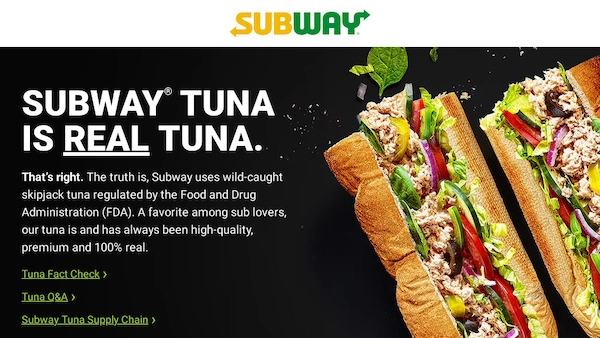 SUBWAY®
SUBWAY® TUNA
IS REAL TUNA.
That's right. The truth is, Subway uses wild-caught
skipjack tuna regulated by the Food and Drug
Administration (FDA). A favorite among sub lovers,
our tuna is and has always been high-quality,
premium and 100% real.
Tuna Fact Check ›
Tuna Q&A ›
Subway Tuna Supply Chain ›